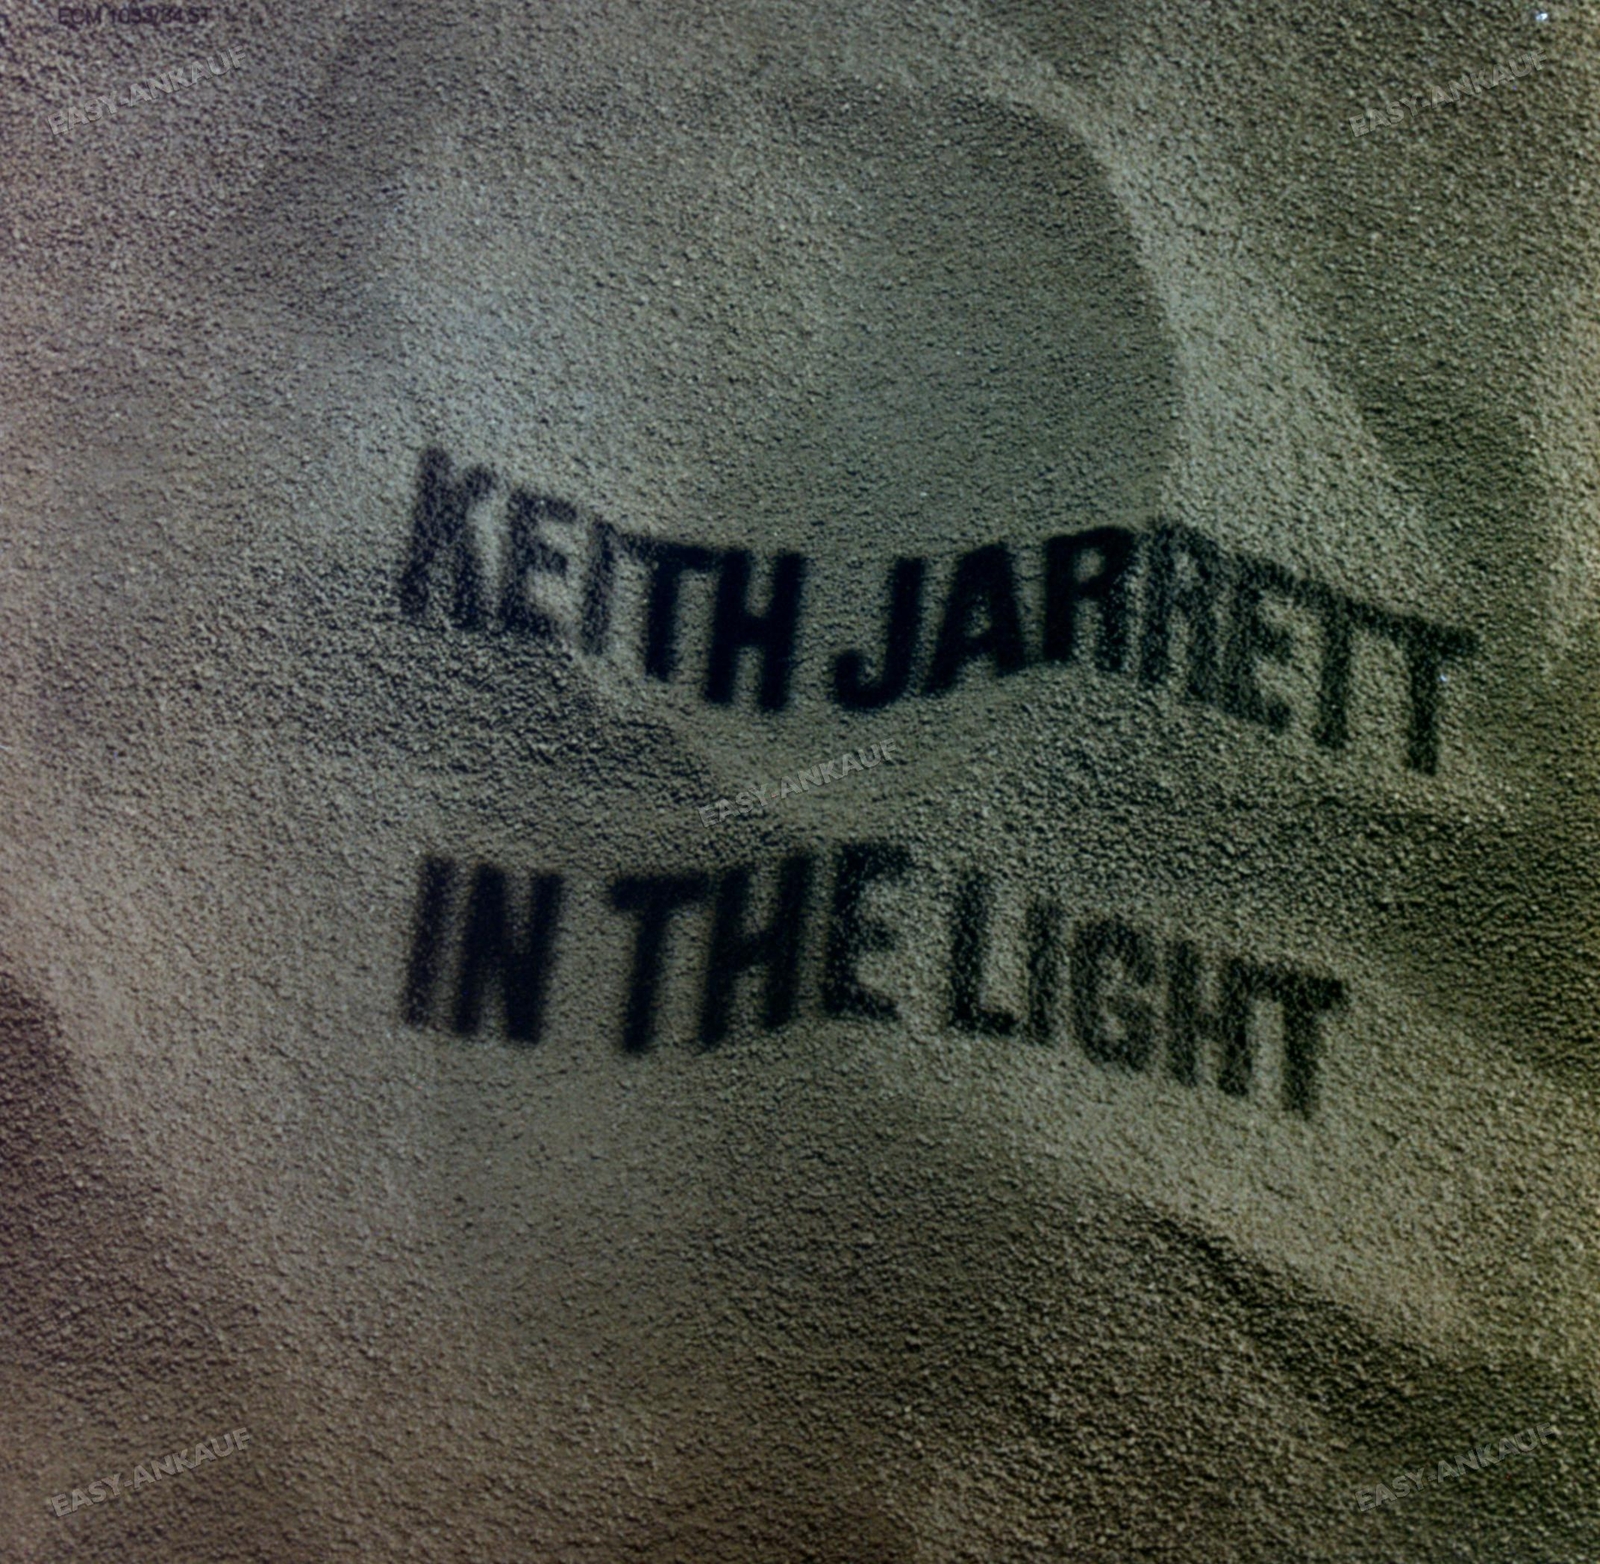 ECM 1033/34 ST
EASY-ANKAUF
EASY-ANKAUF
KEITH JARRETT
EASY-ANKAUF
IN THE LIGHT
EASY-ANKAUF
EASY-ANKAUF